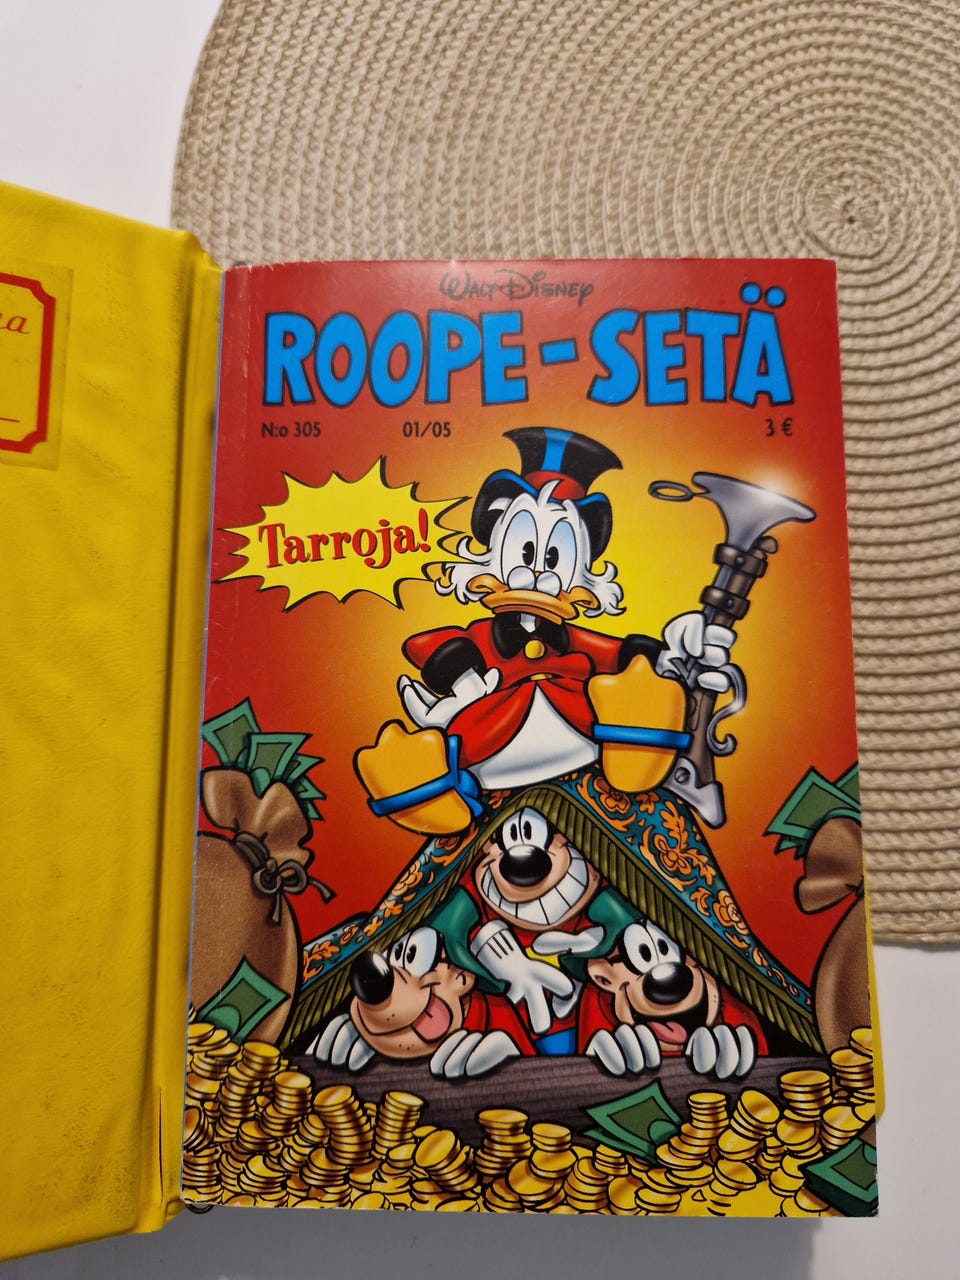 WALT DISNEY
ROOPE-SETÄ
N:o 305 01/05 3 €
Tarroja!